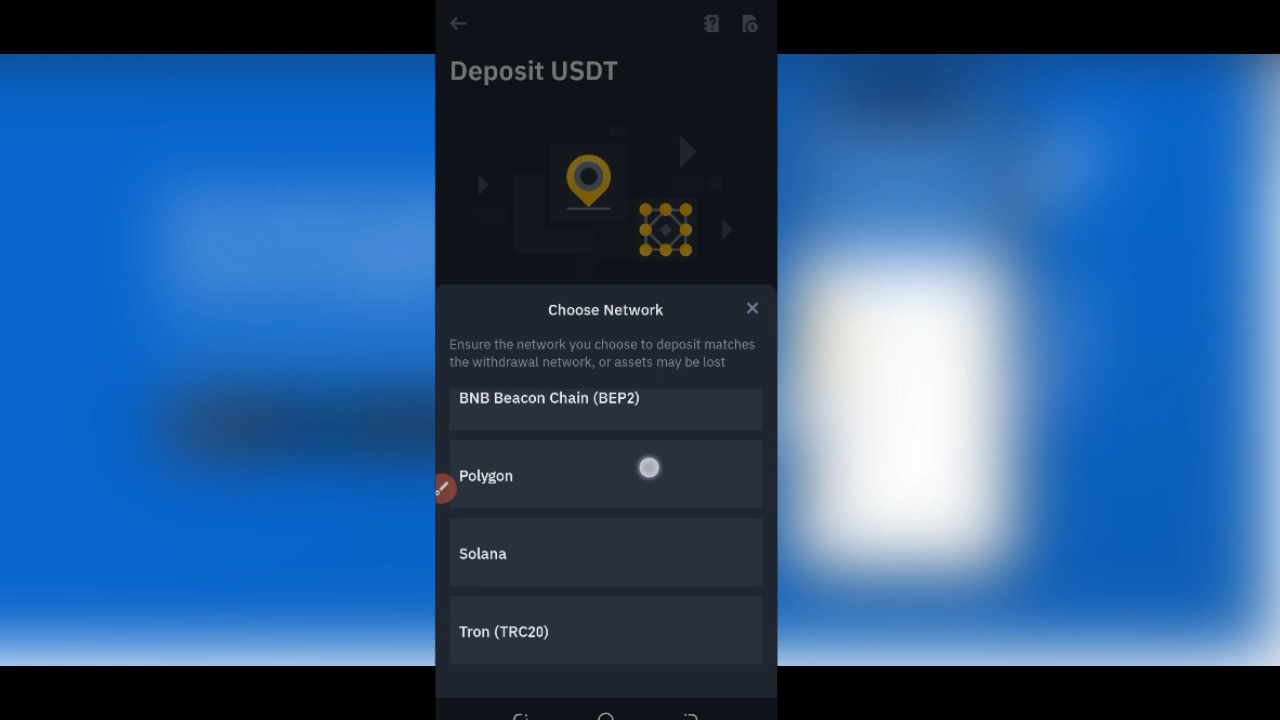 Deposit USDT
Choose Network
Ensure the network you choose to deposit matches
the withdrawal network, or assets may be lost
BNB Beacon Chain (BEP2)
Polygon
Solana
Tron (TRC20)